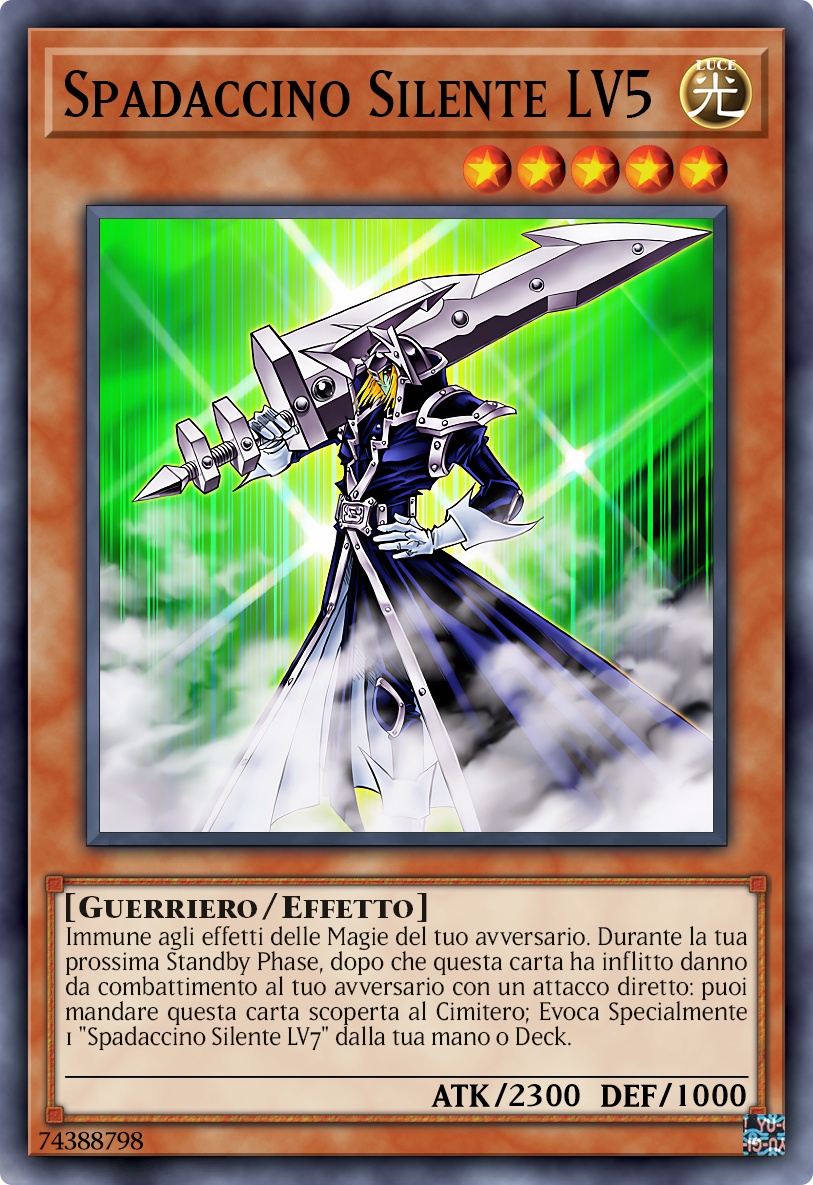 Spadaccino Silente LV5
LUCE
光
[Guerriero/Effetto]
Immune agli effetti delle Magie del tuo avversario. Durante la tua
prossima Standby Phase, dopo che questa carta ha inflitto danno
da combattimento al tuo avversario con un attacco diretto: puoi
mandare questa carta scoperta al Cimitero; Evoca Specialmente
1 "Spadaccino Silente LV7" dalla tua mano o Deck.
ATK/2300 DEF/1000
74388798